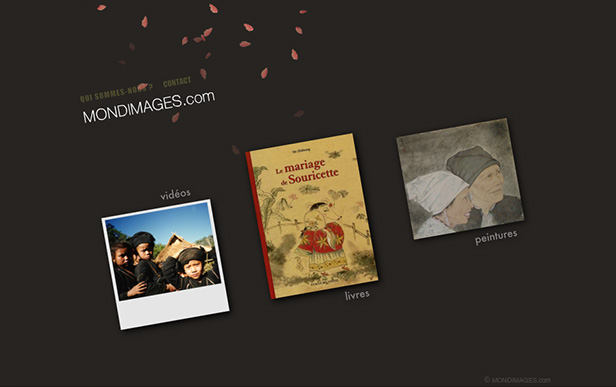 QUI SOMMES-NOUS ? CONTACT
MONDIMAGES.com
vidéos
Le mariage
de Souricette
livres
peintures
© MONDIMAGES.com